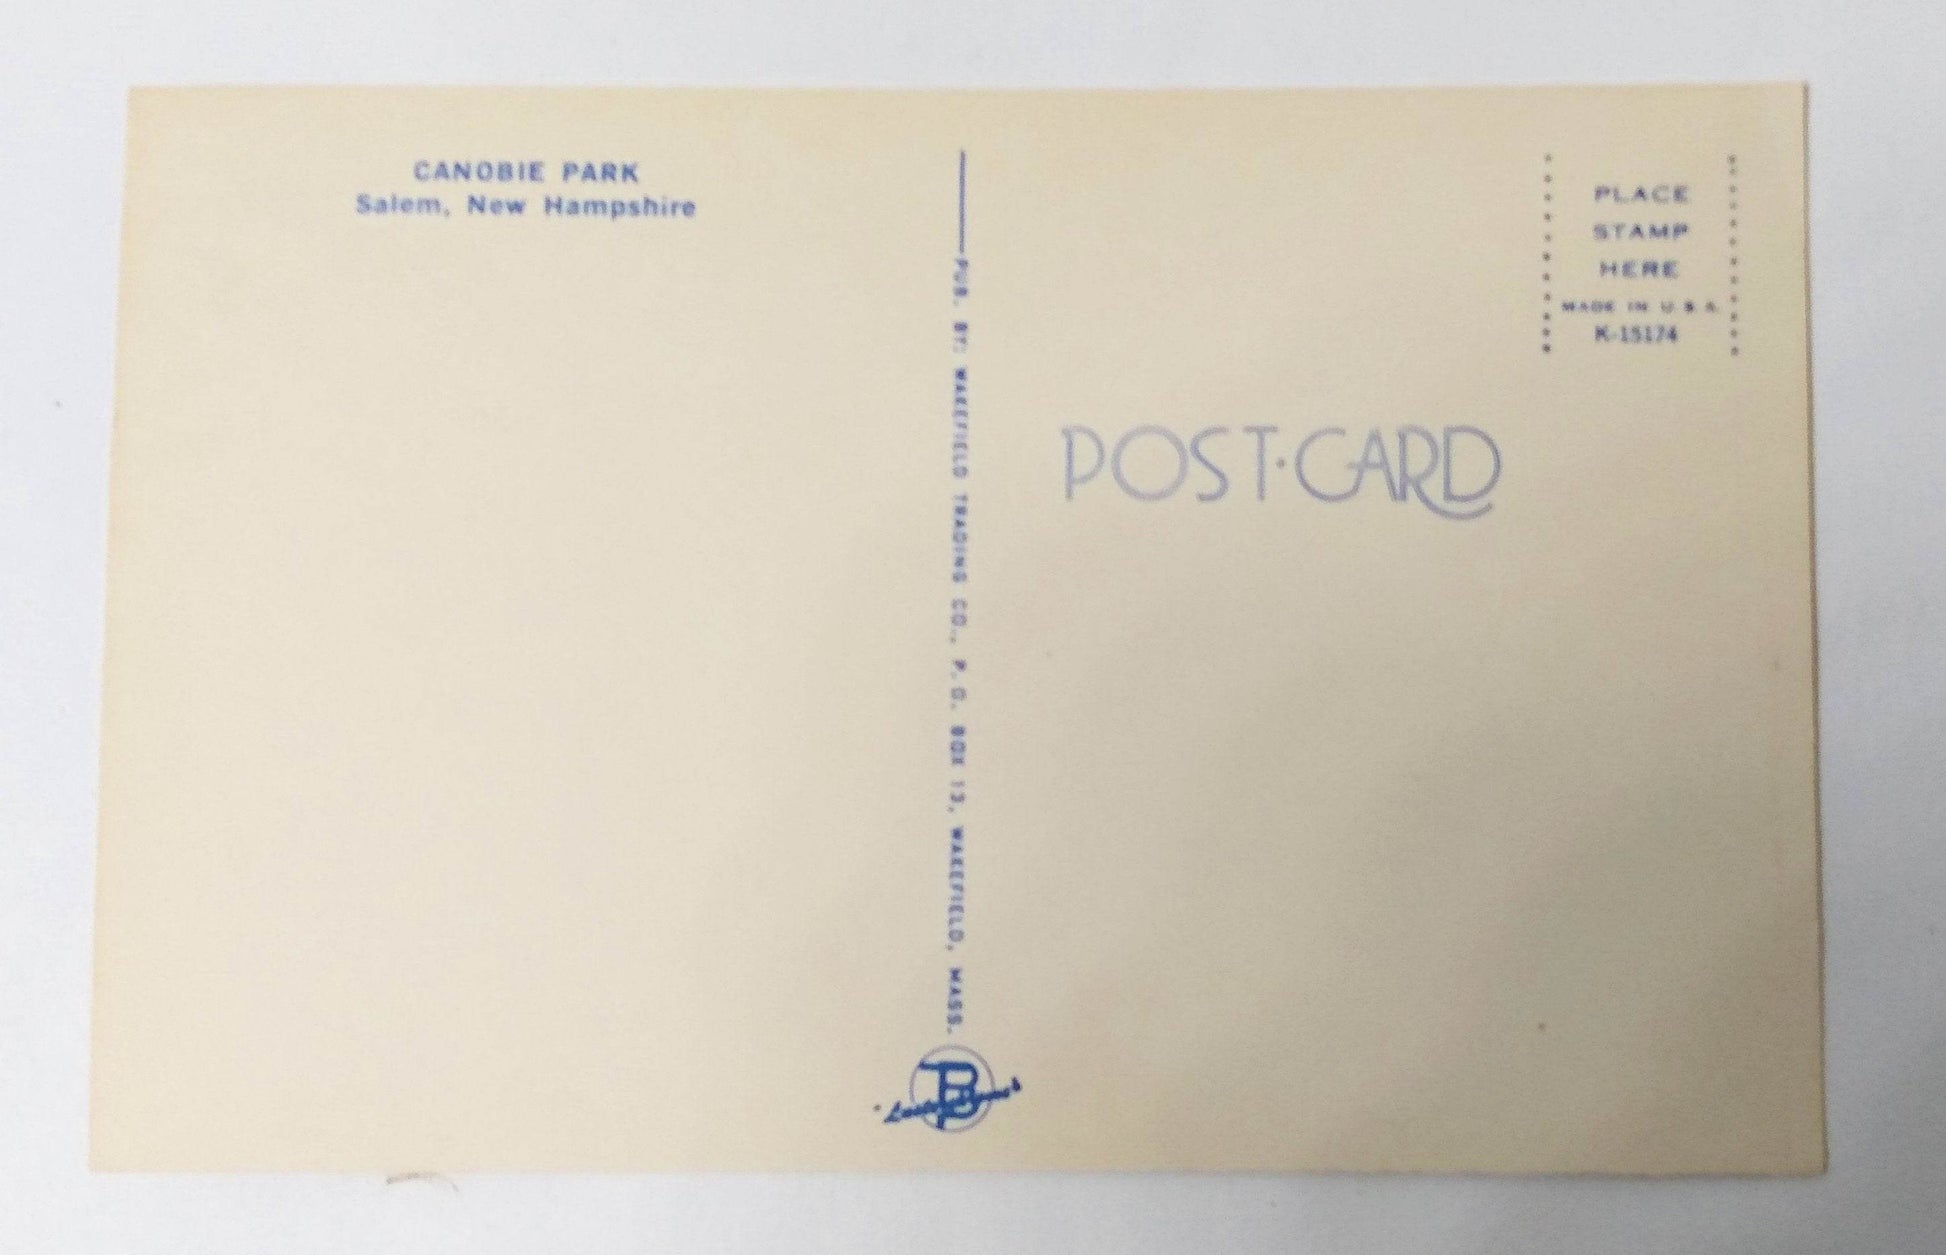 CANOBIE PARK
Salem, New Hampshire
PUB. BY: WAKEFIELD TRADING CO., P. O. BOX 13, WAKEFIELD, MASS.
PLACE
STAMP
HERE
MADE IN U.S.A.
K-15174
POST·CARD